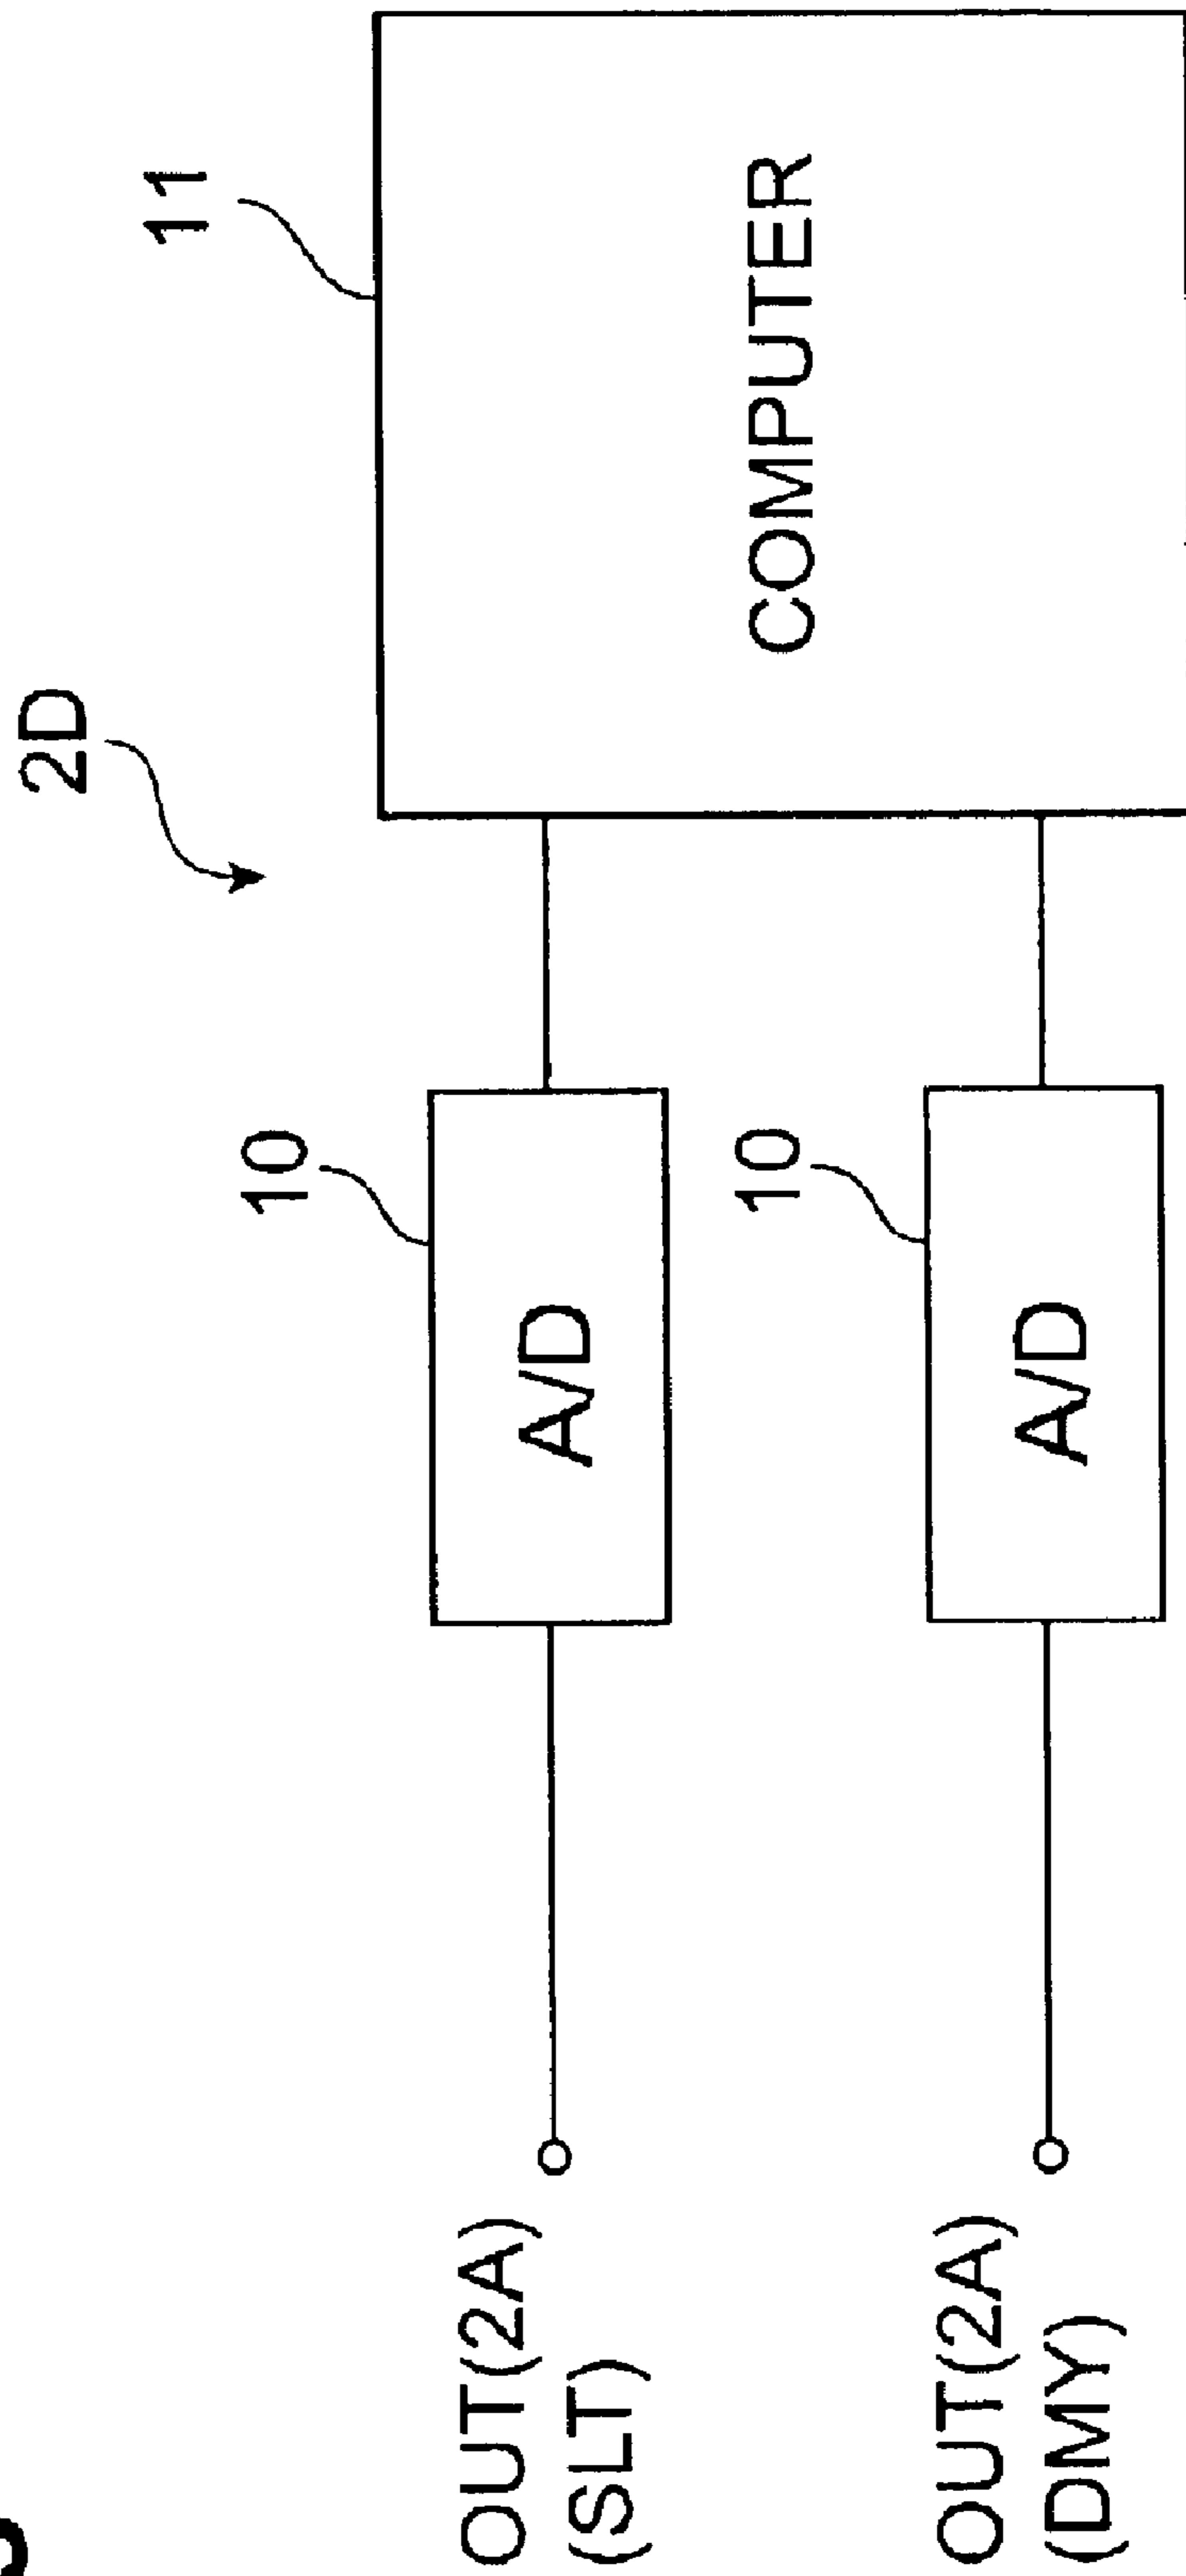 2D
11
COMPUTER
10
A/D
10
A/D
OUT(2A)
(SLT)
OUT(2A)
(DMY)